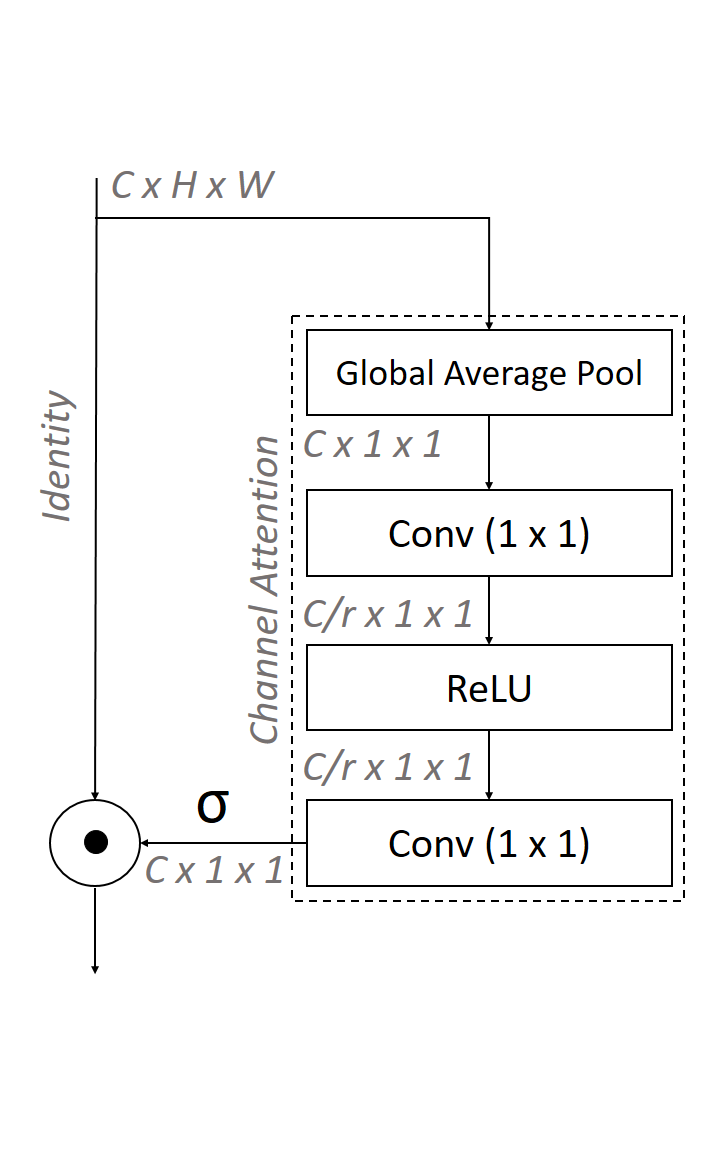 C x H x W
Identity
Channel Attention
Global Average Pool
C x 1 x 1
Conv (1 x 1)
C/r x 1 x 1
ReLU
C/r x 1 x 1
Conv (1 x 1)
σ
C x 1 x 1